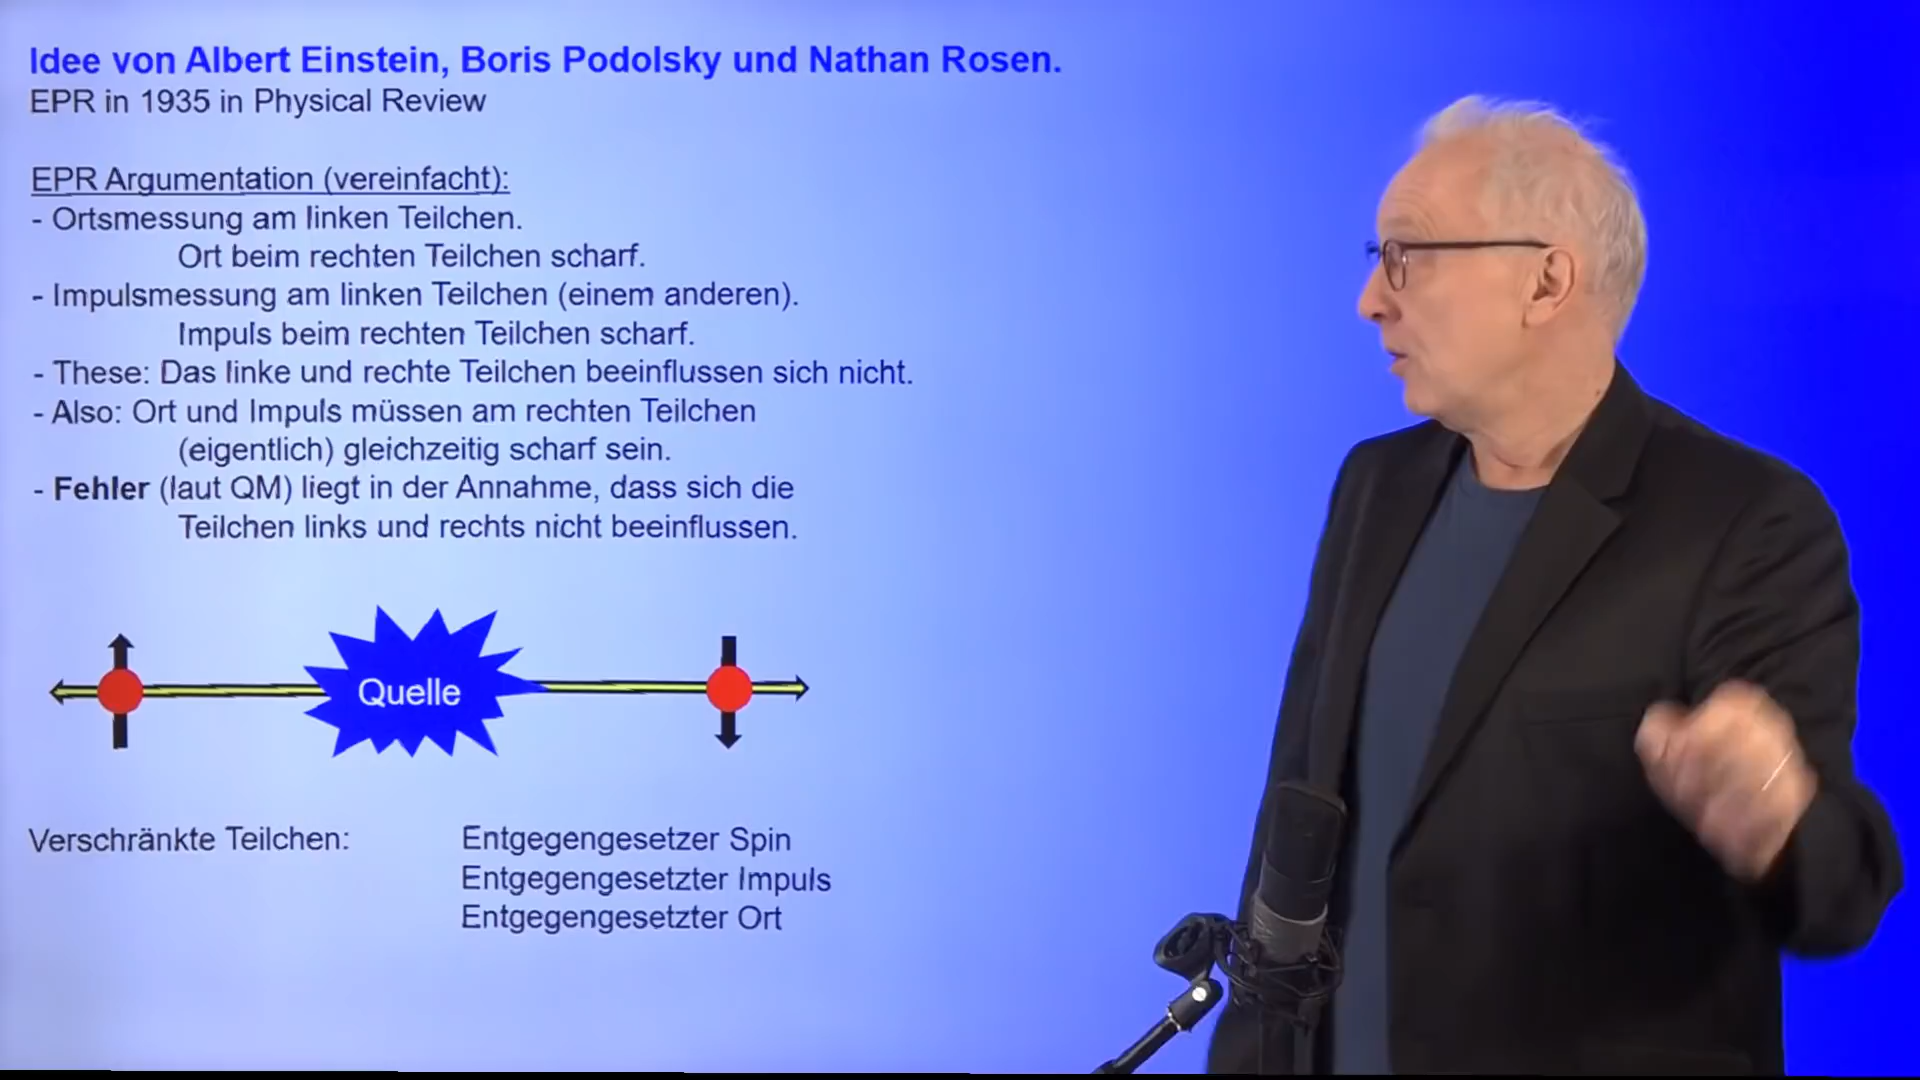 Idee von Albert Einstein, Boris Podolsky und Nathan Rosen.
EPR in 1935 in Physical Review
EPR Argumentation (vereinfacht):
- Ortsmessung am linken Teilchen.
Ort beim rechten Teilchen scharf.
- Impulsmessung am linken Teilchen (einem anderen).
Impuls beim rechten Teilchen scharf.
- These: Das linke und rechte Teilchen beeinflussen sich nicht.
- Also: Ort und Impuls müssen am rechten Teilchen
(eigentlich) gleichzeitig scharf sein.
- Fehler (laut QM) liegt in der Annahme, dass sich die
Teilchen links und rechts nicht beeinflussen.
Quelle
Verschränkte Teilchen:
Entgegengesetzer Spin
Entgegengesetzter Impuls
Entgegengesetzter Ort